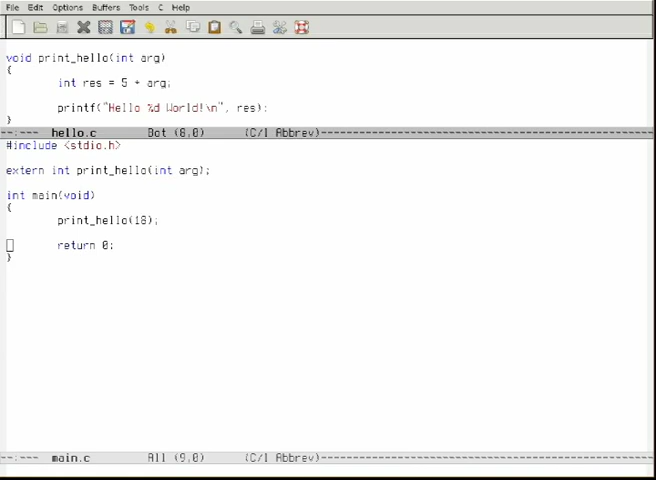 File Edit Options Buffers Tools C Help
void print_hello(int arg)
{
int res = 5 + arg;
printf("Hello %d World!\n", res);
}
--:--- hello.c Bot (8,0) (C/l Abbrev)
#include <stdio.h>
extern int print_hello(int arg);
int main(void)
{
print_hello(18);
return 0;
}
--:--- main.c All (9,0) (C/l Abbrev)